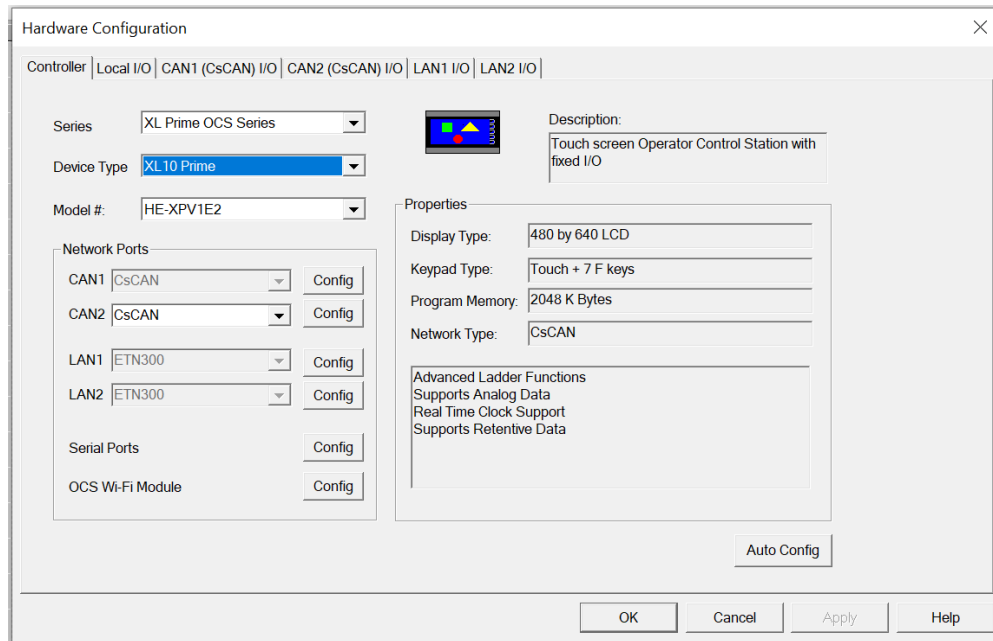 Hardware Configuration
Controller Local I/O CAN1 (CsCAN) I/O CAN2 (CsCAN) I/O LAN1 I/O LAN2 I/O
Series XL Prime OCS Series
Device Type XL10 Prime
Model #: HE-XPV1E2
Network Ports
CAN1 CsCAN Config
CAN2 CsCAN Config
LAN1 ETN300 Config
LAN2 ETN300 Config
Serial Ports Config
OCS Wi-Fi Module Config
Description:
Touch screen Operator Control Station with
fixed I/O
Properties
Display Type: 480 by 640 LCD
Keypad Type: Touch + 7 F keys
Program Memory: 2048 K Bytes
Network Type: CsCAN
Advanced Ladder Functions
Supports Analog Data
Real Time Clock Support
Supports Retentive Data
Auto Config
OK Cancel Apply Help